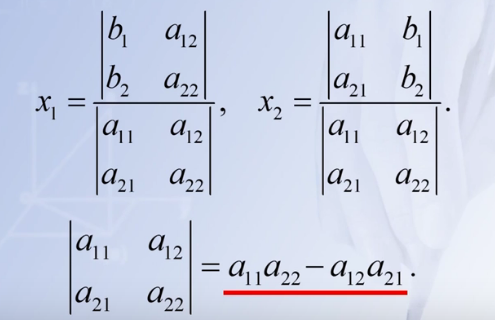 x₁ = |b₁ a₁₂; b₂ a₂₂| / |a₁₁ a₁₂; a₂₁ a₂₂|, x₂ = |a₁₁ b₁; a₂₁ b₂| / |a₁₁ a₁₂; a₂₁ a₂₂|.
|a₁₁ a₁₂; a₂₁ a₂₂| = a₁₁a₂₂ − a₁₂a₂₁.